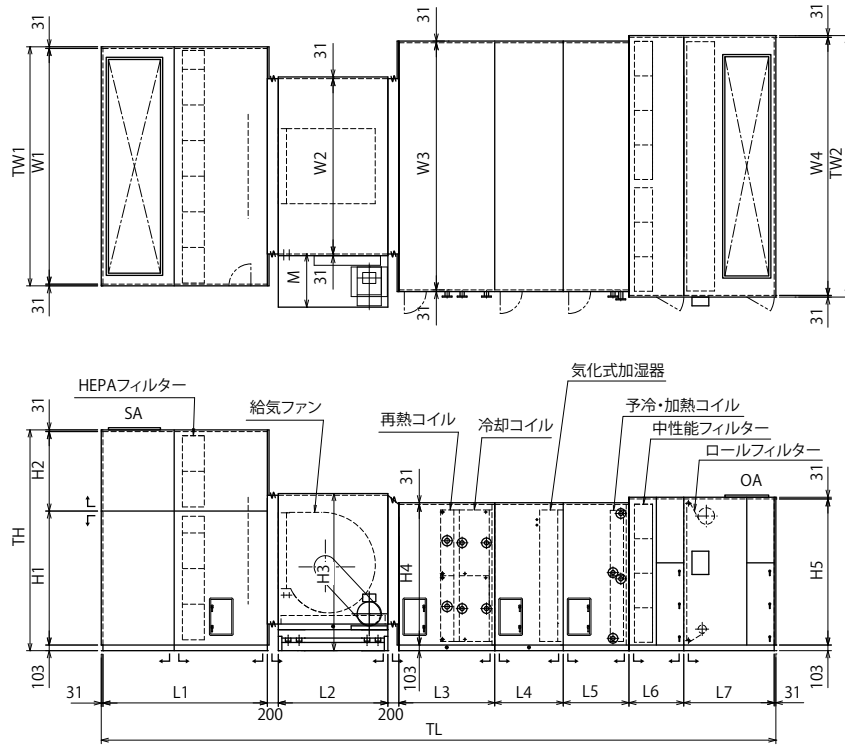 31
31
31
31
TW1
W1
W2
W3
W4
TW2
M
31
31
31
31
気化式加湿器
HEPAフィルター
給気ファン
再熱コイル
冷却コイル
予冷・加熱コイル
中性能フィルター
ロールフィルター
SA
OA
31
31
31
H2
TH
H1
H3
H4
H5
103
103
103
31
L1
200
L2
200
L3
L4
L5
L6
L7
31
TL